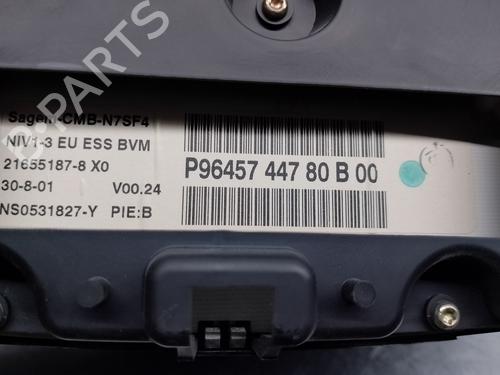 Sagem CMB-N7SF4
NIV1-3 EU ESS BVM
21655187-8 X0
30-8-01 V00.24
NS0531827-Y PIE:B
P96457 447 80 B 00